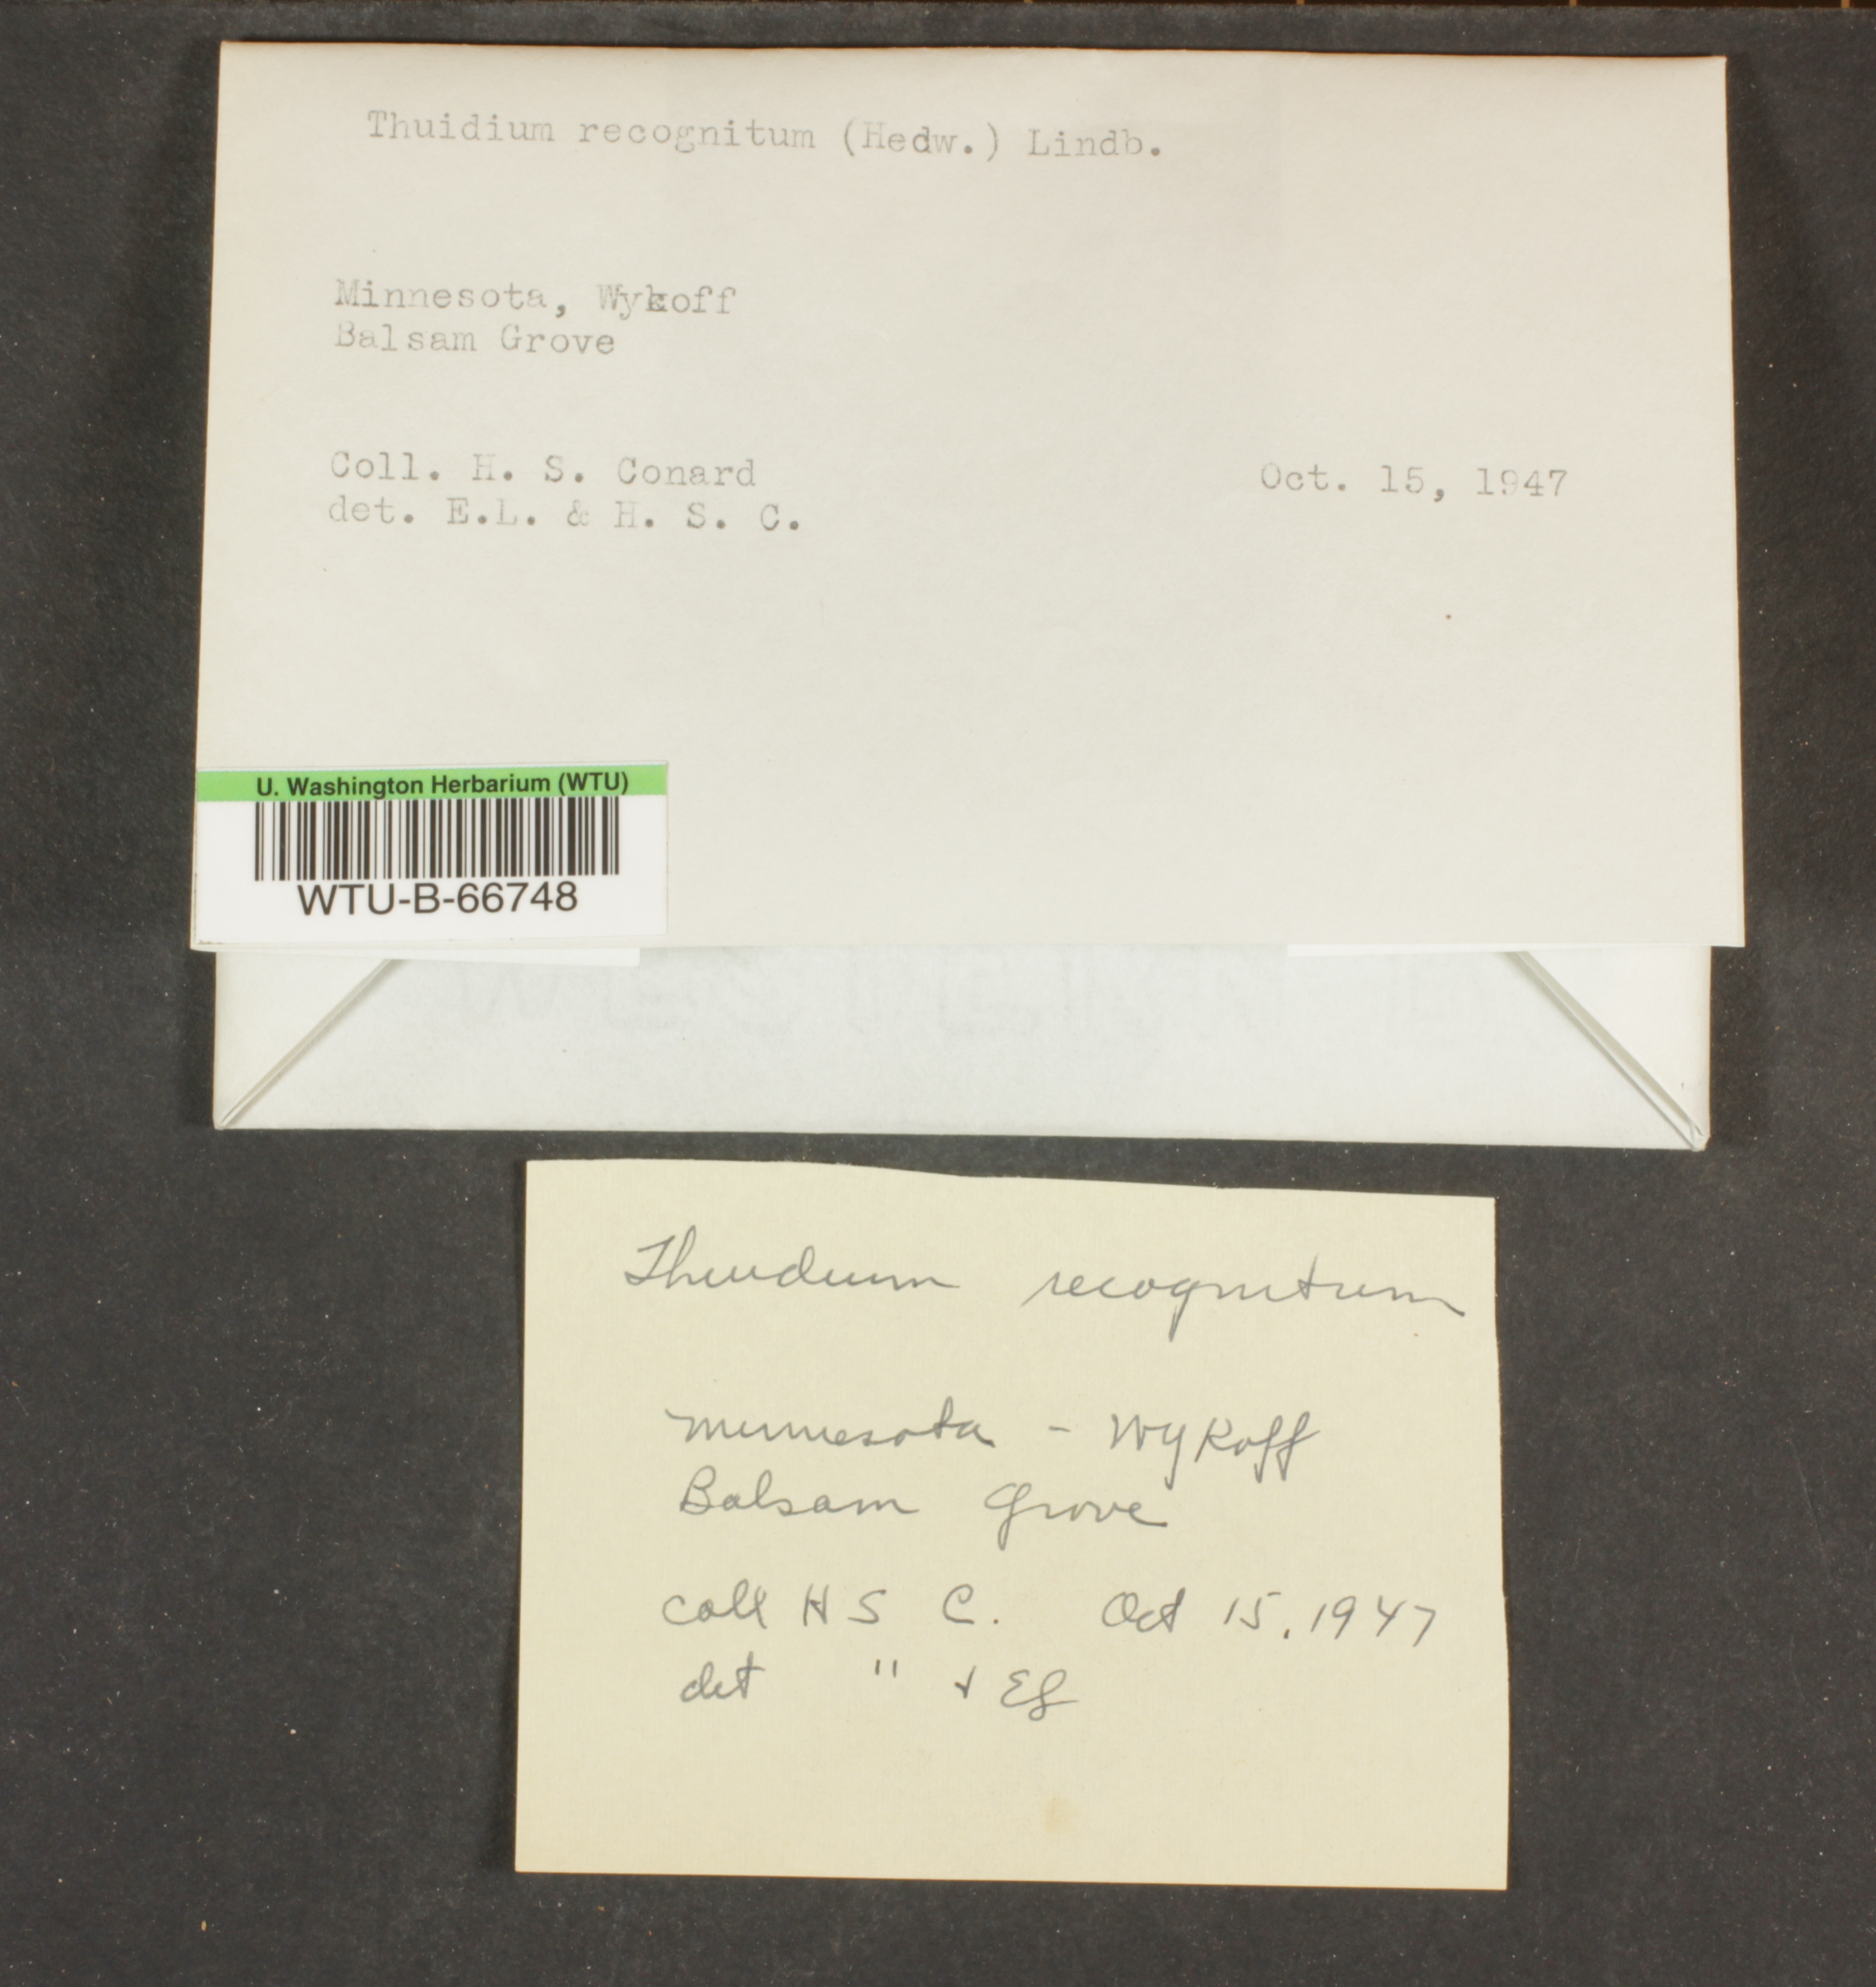 Thuidium recognitum (Hedw.) Lindb.
Minnesota, Wykoff
Balsam Grove
Coll. H. S. Conard Oct. 15, 1947
det. E.L. & H. S. C.
U. Washington Herbarium (WTU)
WTU-B-66748
Thuidium recognitum
Minnesota - Wykoff
Balsam Grove
coll H S C. Oct 15, 1947
det " + EL